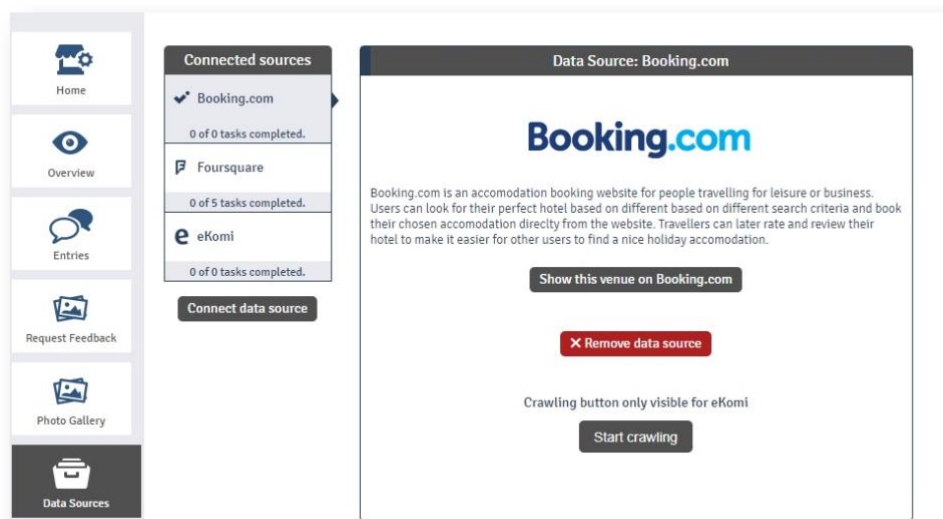 Home
Overview
Entries
Request Feedback
Photo Gallery
Data Sources
Connected sources
Booking.com
0 of 0 tasks completed.
Foursquare
0 of 5 tasks completed.
eKomi
0 of 0 tasks completed.
Connect data source
Data Source: Booking.com
Booking.com
Booking.com is an accomodation booking website for people travelling for leisure or business.
Users can look for their perfect hotel based on different based on different search criteria and book
their chosen accomodation direclty from the website. Travellers can later rate and review their
hotel to make it easier for other users to find a nice holiday accomodation.
Show this venue on Booking.com
Remove data source
Crawling button only visible for eKomi
Start crawling